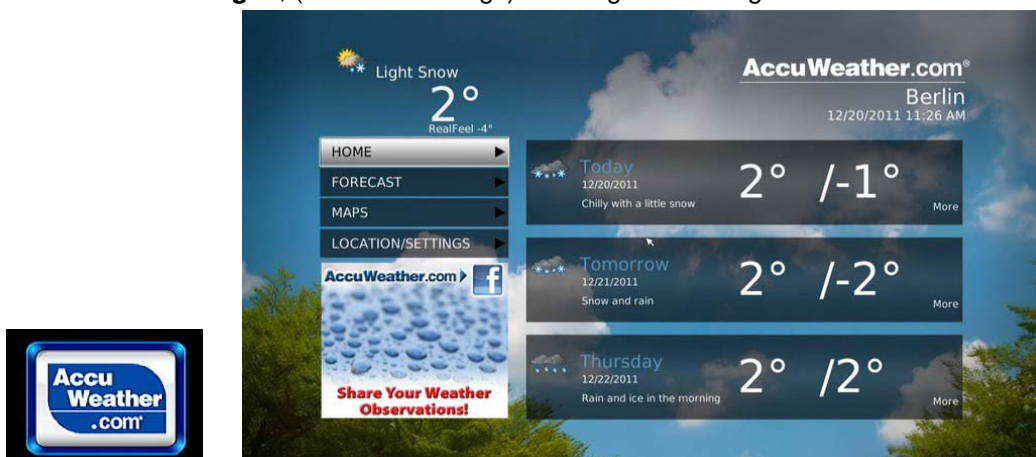 Light Snow
2°
RealFeel -4°
AccuWeather.com®
Berlin
12/20/2011 11:26 AM
HOME
FORECAST
MAPS
LOCATION/SETTINGS
Today
12/20/2011
Chilly with a little snow
2° /-1°
More
Tomorrow
12/21/2011
Snow and rain
2° /-2°
More
Thursday
12/22/2011
Rain and ice in the morning
2° /2°
More
AccuWeather.com
f
Share Your Weather
Observations!
Accu
Weather
.com